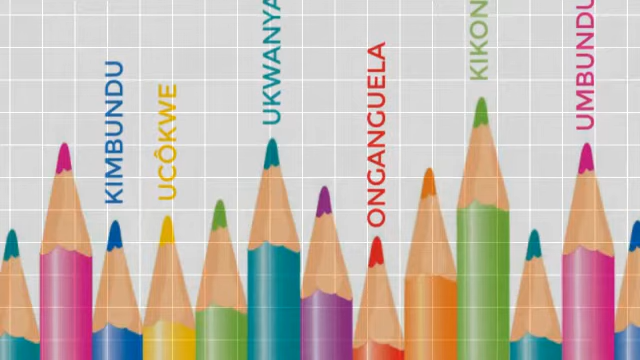 KIMBUNDU
UCÔKWE
UKWANYA
ONGANGUELA
KIKON
UMBUNDU